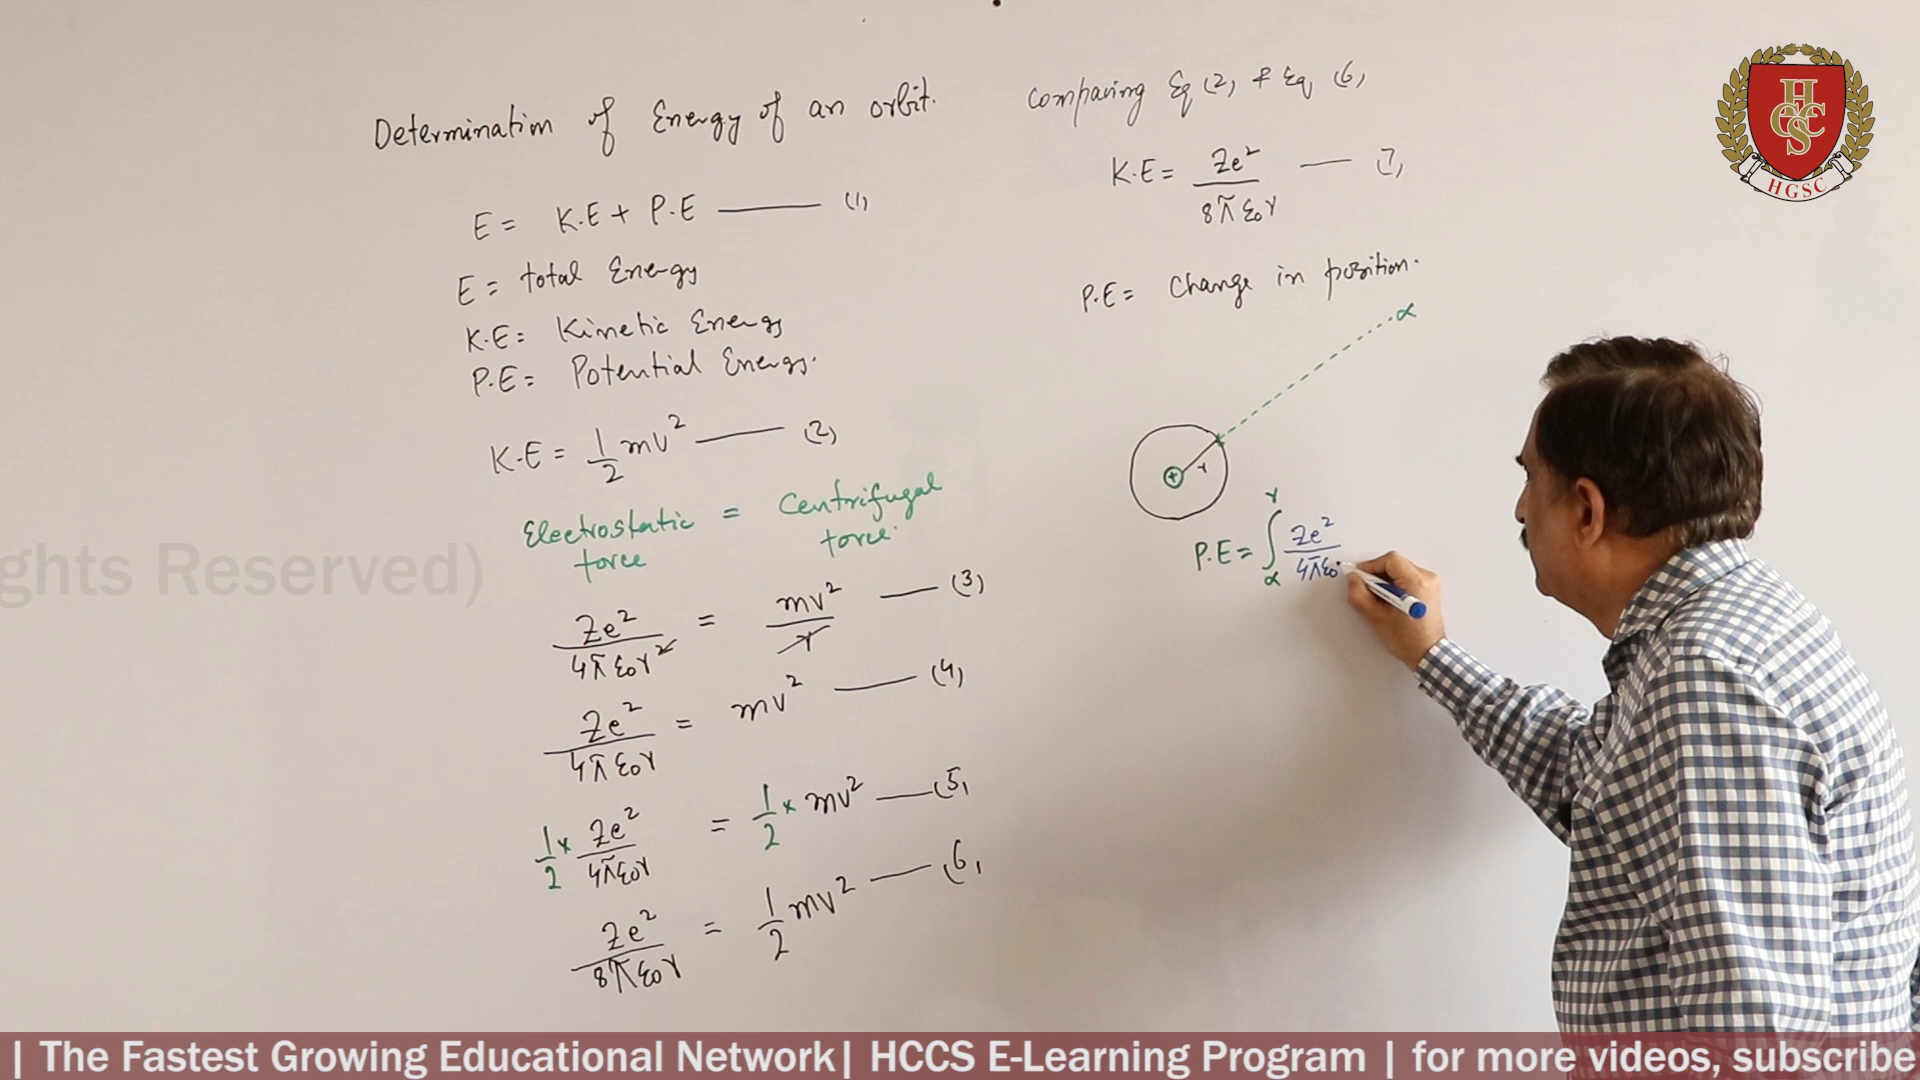 Determination of Energy of an orbit.
E = K.E + P.E —— (1)
E = total Energy
K.E = Kinetic Energy
P.E = Potential Energy.
K.E = 1/2 mv² —— (2)
Electrostatic force = Centrifugal force
Ze²/4πε₀r² = mv²/r —— (3)
Ze²/4πε₀r = mv² —— (4)
1/2 × Ze²/4πε₀r = 1/2 × mv² —— (5)
Ze²/8πε₀r = 1/2 mv² —— (6)
Comparing Eq (2) & Eq (6)
K.E = Ze²/8πε₀r —— (7)
P.E = Change in position.
α
+ r
P.E = ∫ r α Ze²/4πε₀
HCCS
HGSC
ghts Reserved)
| The Fastest Growing Educational Network| HCCS E-Learning Program | for more videos, subscribe